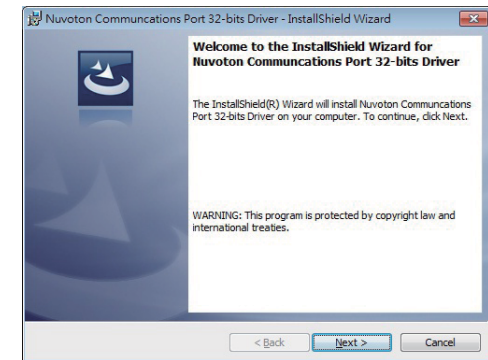 Nuvoton Communcations Port 32-bits Driver - InstallShield Wizard
Welcome to the InstallShield Wizard for
Nuvoton Communcations Port 32-bits Driver
The InstallShield(R) Wizard will install Nuvoton Communcations
Port 32-bits Driver on your computer. To continue, click Next.
WARNING: This program is protected by copyright law and
international treaties.
< Back
Next >
Cancel